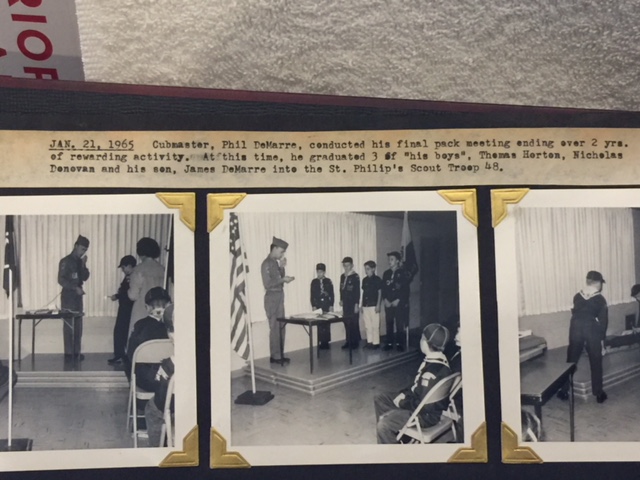 RIOR
A
JAN. 21, 1965 Cubmaster, Phil DeMarre, conducted his final pack meeting ending over 2 yrs.
of rewarding activity. At this time, he graduated 3 of "his boys", Thomas Horton, Nicholas
Donovan and his son, James DeMarre into the St. Philip's Scout Troop 48.